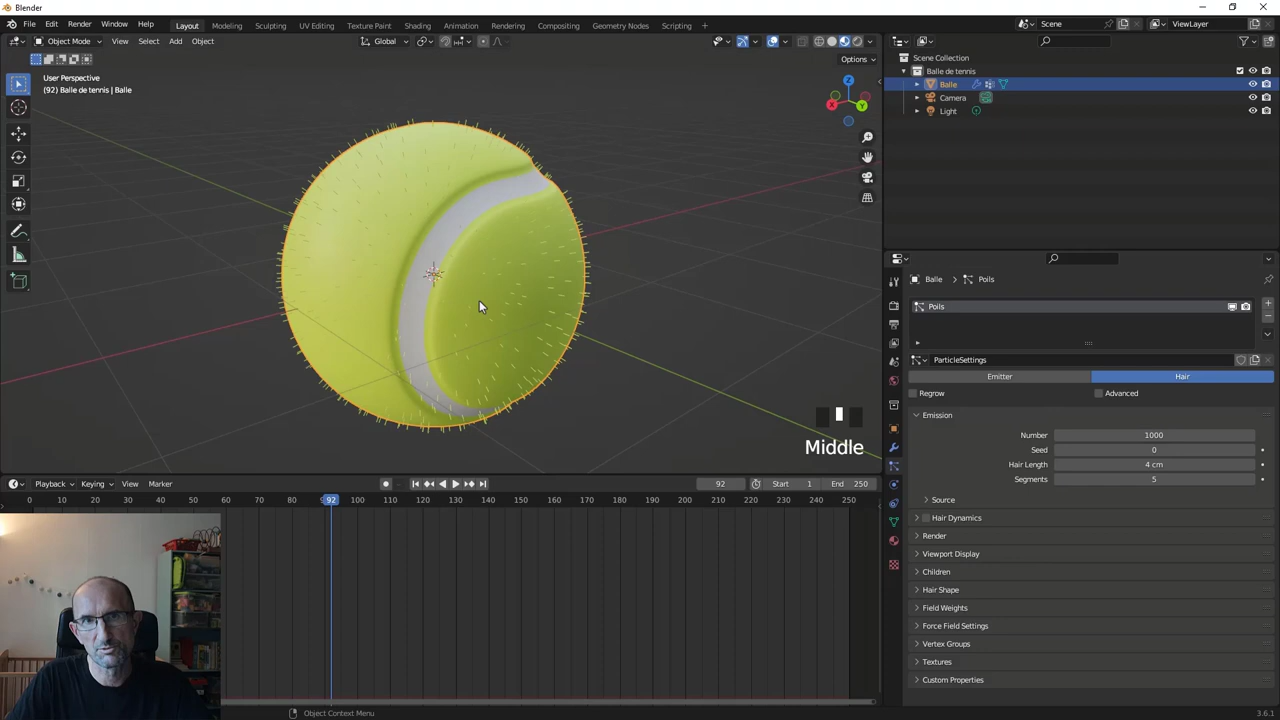 Blender
File Edit Render Window Help Layout Modeling Sculpting UV Editing Texture Paint Shading Animation Rendering Compositing Geometry Nodes Scripting + Scene ViewLayer
Object Mode View Select Add Object Global
Options
User Perspective
(92) Balle de tennis | Balle
X Y Z
Middle
Scene Collection
Balle de tennis
Balle
Camera
Light
Balle Poils
Poils
ParticleSettings
Emitter Hair
Regrow Advanced
Emission
Number 1000
Seed 0
Hair Length 4 cm
Segments 5
Source
Hair Dynamics
Render
Viewport Display
Children
Hair Shape
Field Weights
Force Field Settings
Vertex Groups
Textures
Custom Properties
Playback Keying View Marker 92 Start 1 End 250
0 10 20 30 40 50 60 70 80 92 100 110 120 130 140 150 160 170 180 190 200 210 220 230 240 250
Object Context Menu
3.6.1